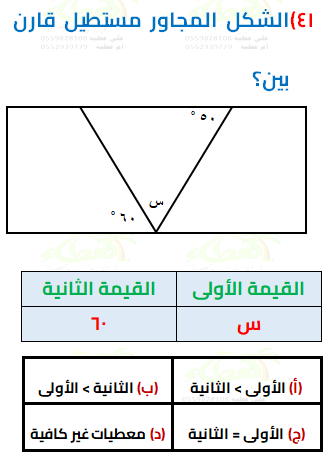 ٤١) الشكل المجاور مستطيل قارن
بين؟
٥٠ °
س
٦٠ °
القيمة الأولى القيمة الثانية
س ٦٠
(أ) الأولى > الثانية (ب) الثانية > الأولى
(ج) الأولى = الثانية (د) معطيات غير كافية